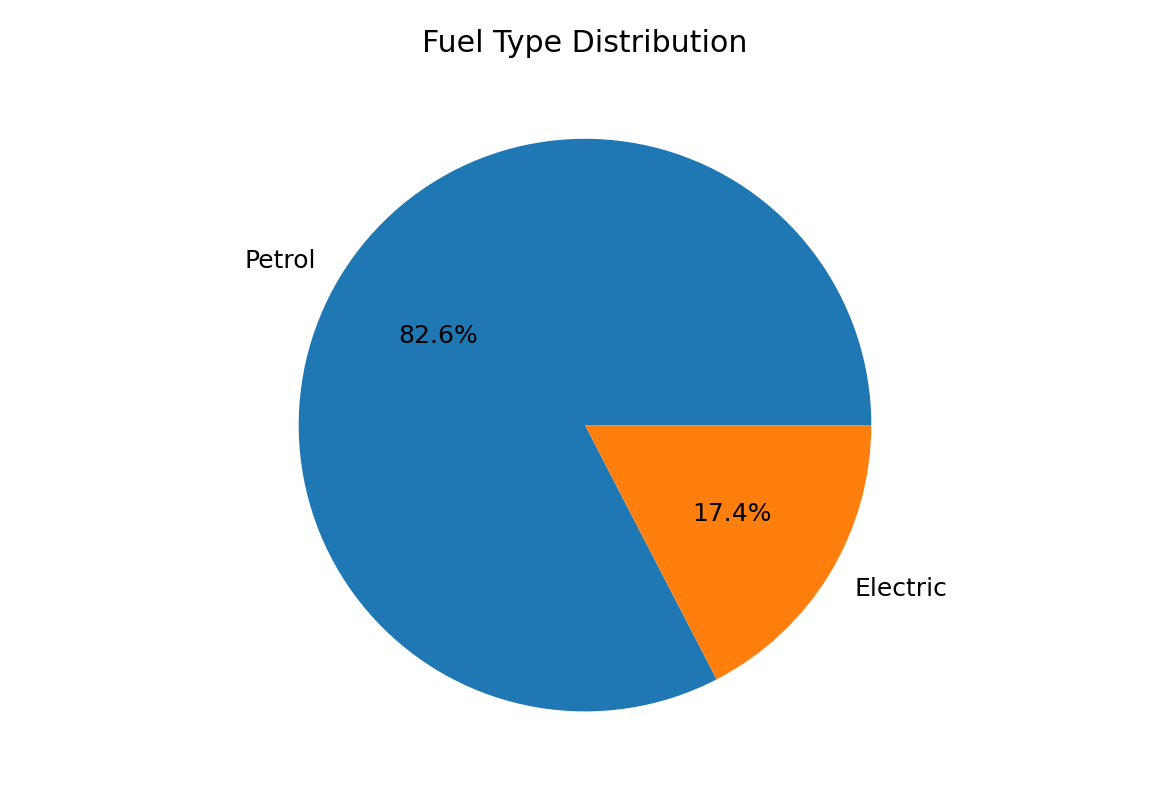 Fuel Type Distribution
Petrol
82.6%
17.4%
Electric